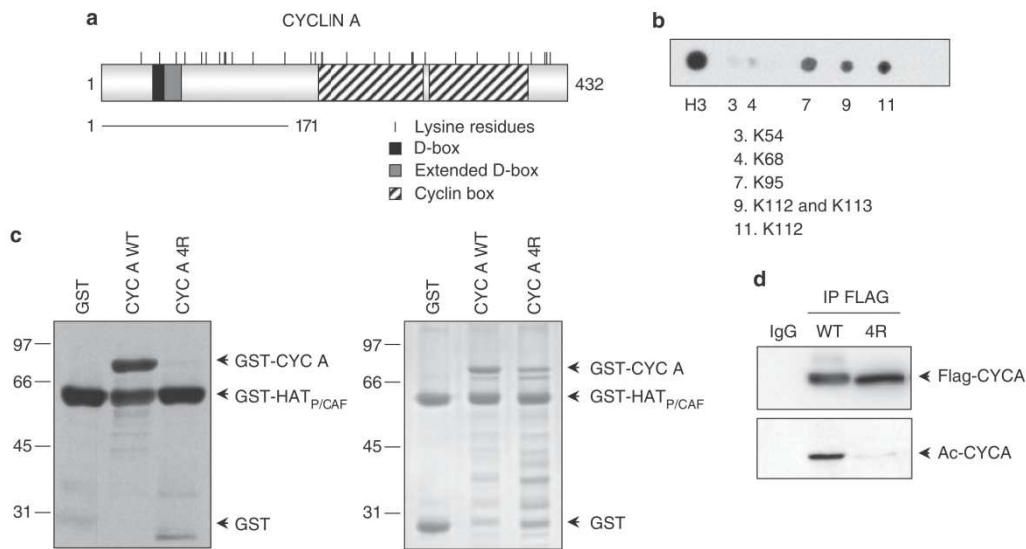 a
CYCLIN A
1
432
1
171
Lysine residues
D-box
Extended D-box
Cyclin box
b
H3 3 4 7 9 11
3. K54
4. K68
7. K95
9. K112 and K113
11. K112
c
GST CYC A WT CYC A 4R
97
66
45
31
GST-CYC A
GST-HATP/CAF
GST
GST CYC A WT CYC A 4R
97
66
45
31
GST-CYC A
GST-HATP/CAF
GST
d
IP FLAG
IgG WT 4R
Flag-CYCA
Ac-CYCA